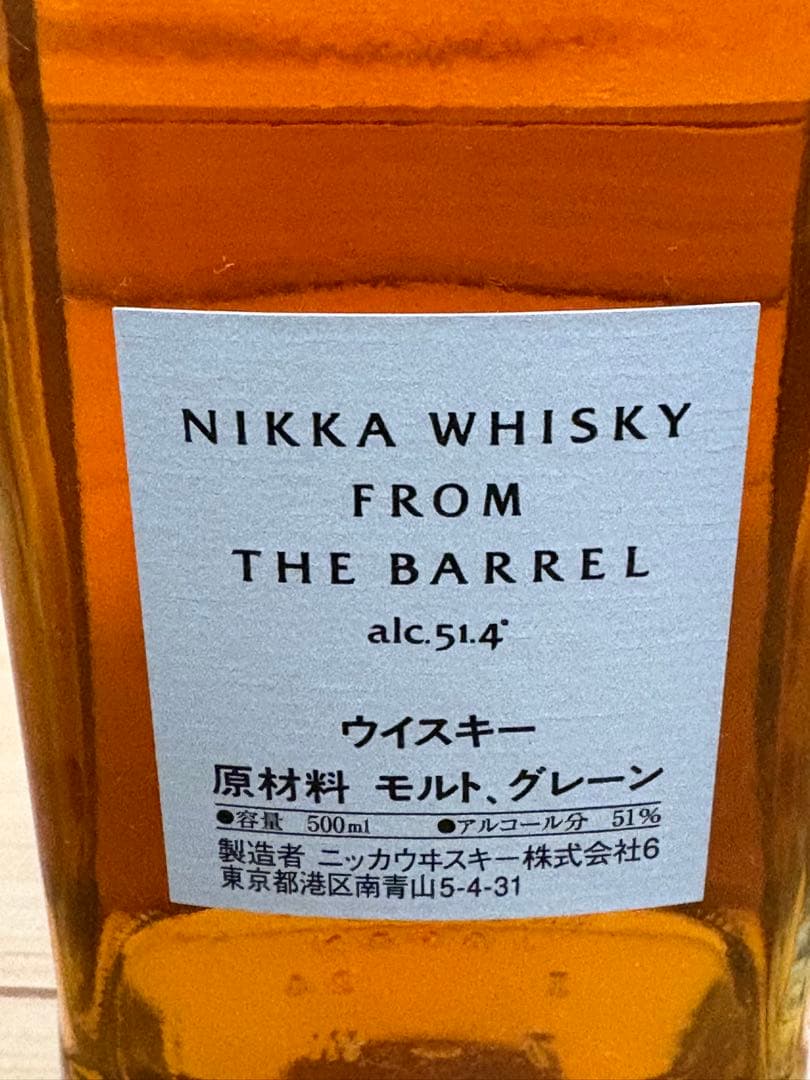 NIKKA WHISKY
FROM
THE BARREL
alc.51.4°
ウイスキー
原材料 モルト、グレーン
●容量 500ml ●アルコール分 51%
製造者 ニッカウヰスキー株式会社6
東京都港区南青山5-4-31